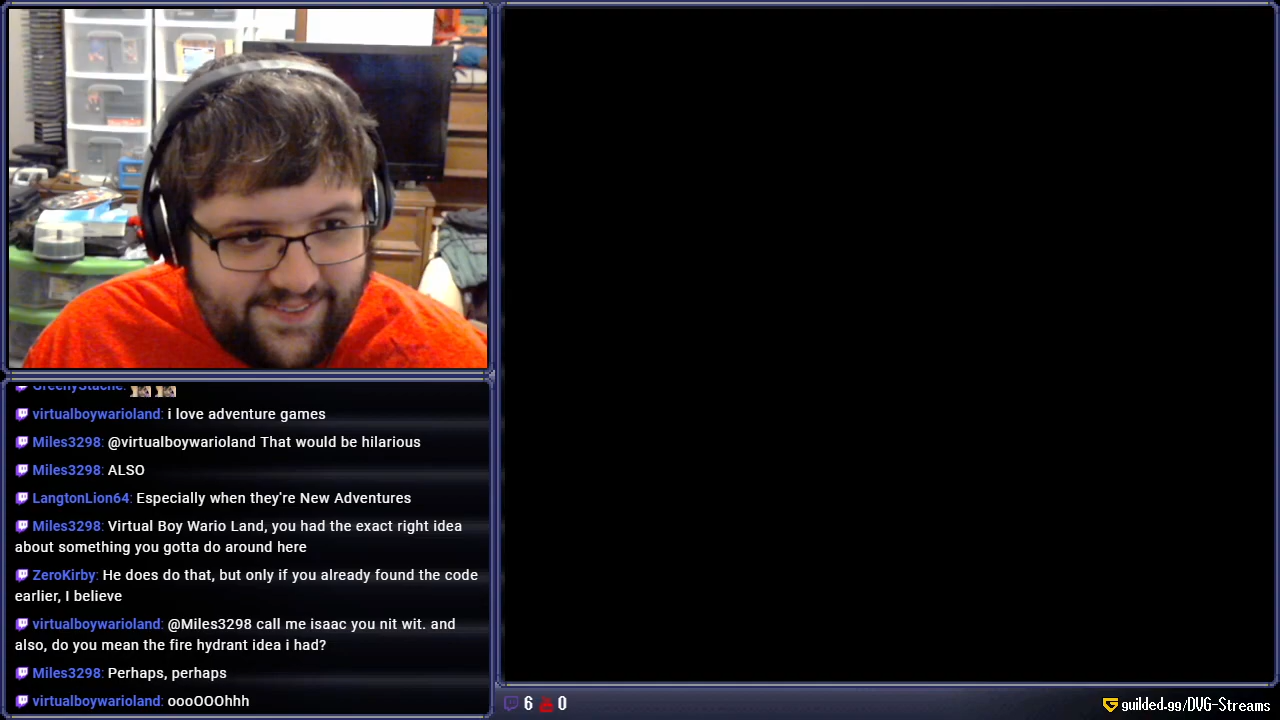 GreenyStache:
virtualboywarioland: i love adventure games
Miles3298: @virtualboywarioland That would be hilarious
Miles3298: ALSO
LangtonLion64: Especially when they're New Adventures
Miles3298: Virtual Boy Wario Land, you had the exact right idea
about something you gotta do around here
ZeroKirby: He does do that, but only if you already found the code
earlier, I believe
virtualboywarioland: @Miles3298 call me isaac you nit wit. and
also, do you mean the fire hydrant idea i had?
Miles3298: Perhaps, perhaps
virtualboywarioland: oooOOOhhh
6 0
guilded.gg/DVG-Streams